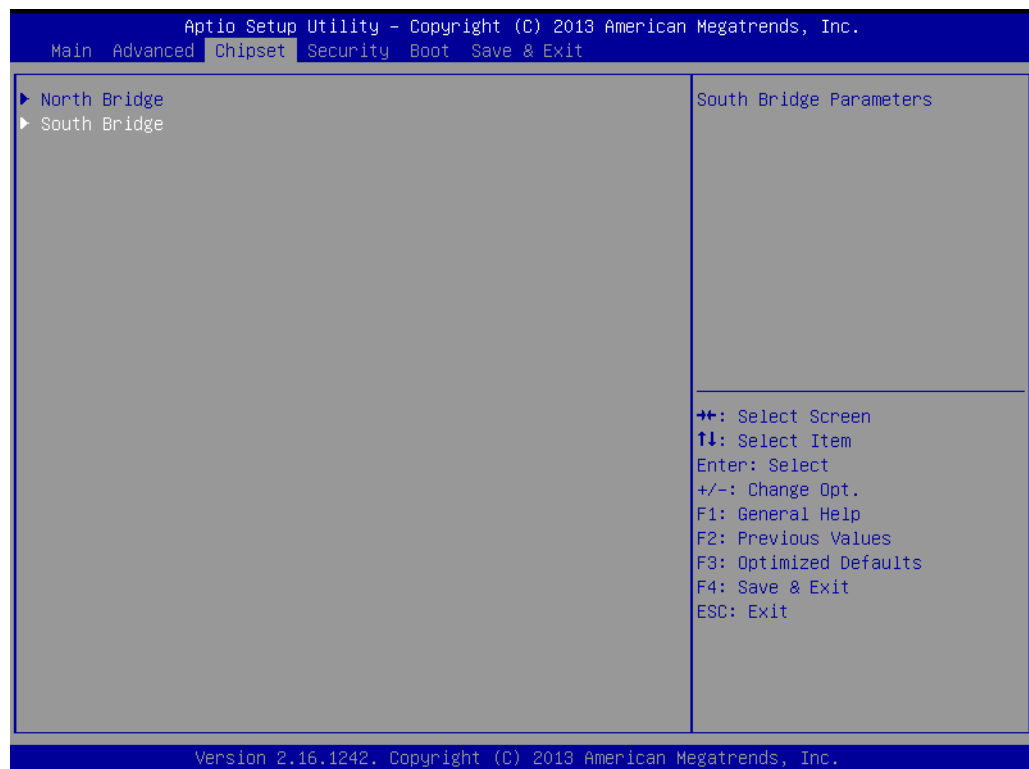 Aptio Setup Utility – Copyright (C) 2013 American Megatrends, Inc.
Main Advanced Chipset Security Boot Save & Exit
► North Bridge
► South Bridge
South Bridge Parameters
→←: Select Screen
↑↓: Select Item
Enter: Select
+/-: Change Opt.
F1: General Help
F2: Previous Values
F3: Optimized Defaults
F4: Save & Exit
ESC: Exit
Version 2.16.1242. Copyright (C) 2013 American Megatrends, Inc.